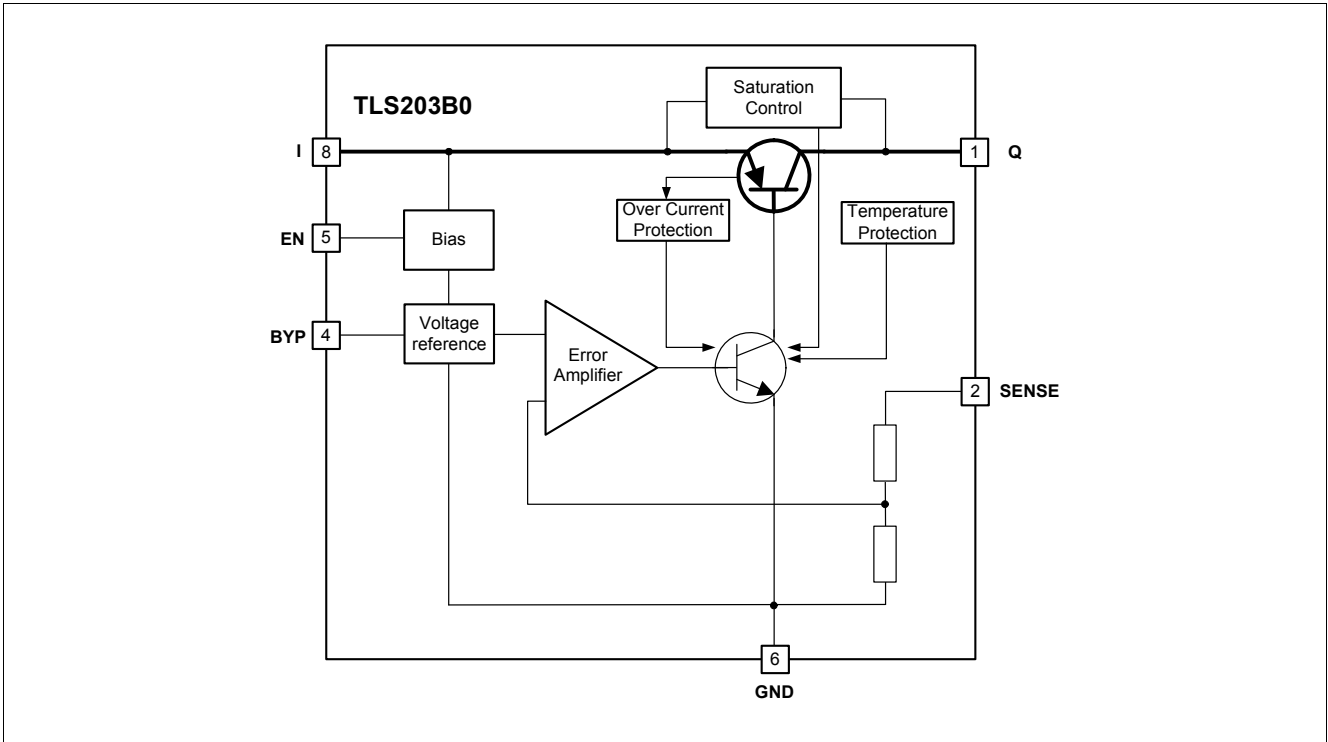 TLS203B0
Saturation
Control
I
8
1
Q
Over Current
Protection
Temperature
Protection
EN
5
Bias
BYP
4
Voltage
reference
Error
Amplifier
2
SENSE
6
GND